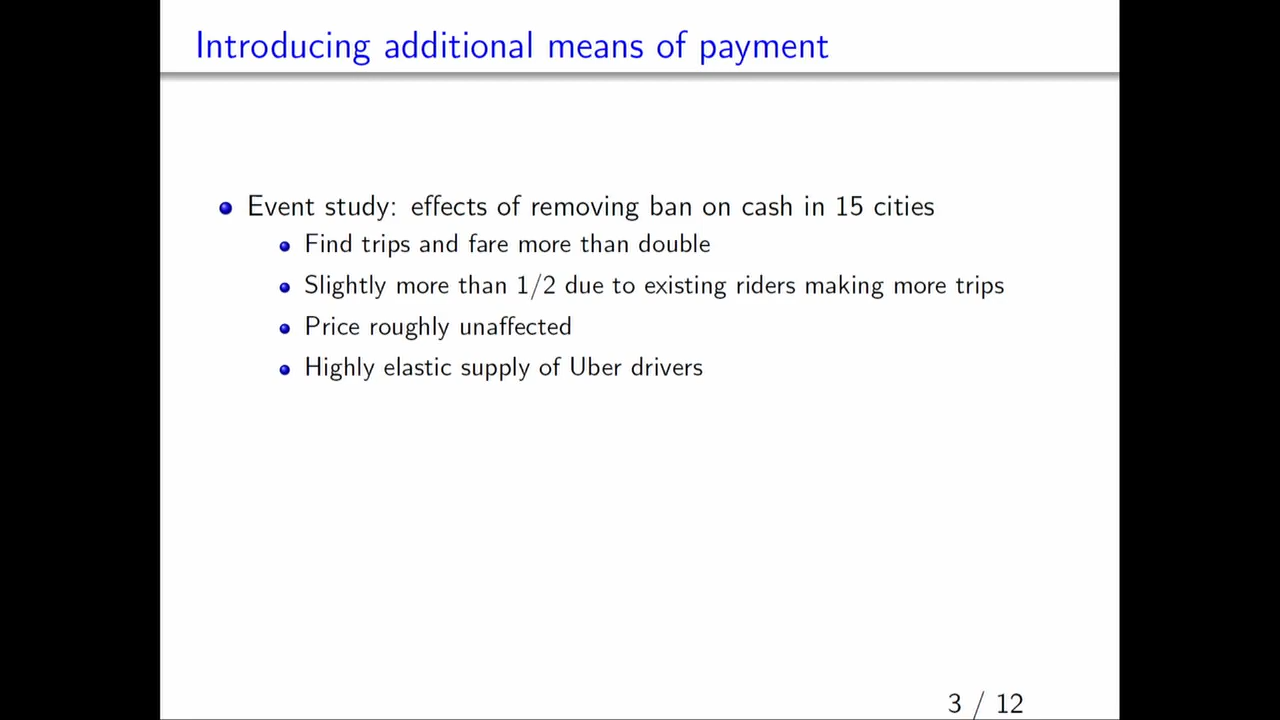 Introducing additional means of payment
Event study: effects of removing ban on cash in 15 cities
Find trips and fare more than double
Slightly more than 1/2 due to existing riders making more trips
Price roughly unaffected
Highly elastic supply of Uber drivers
3 / 12